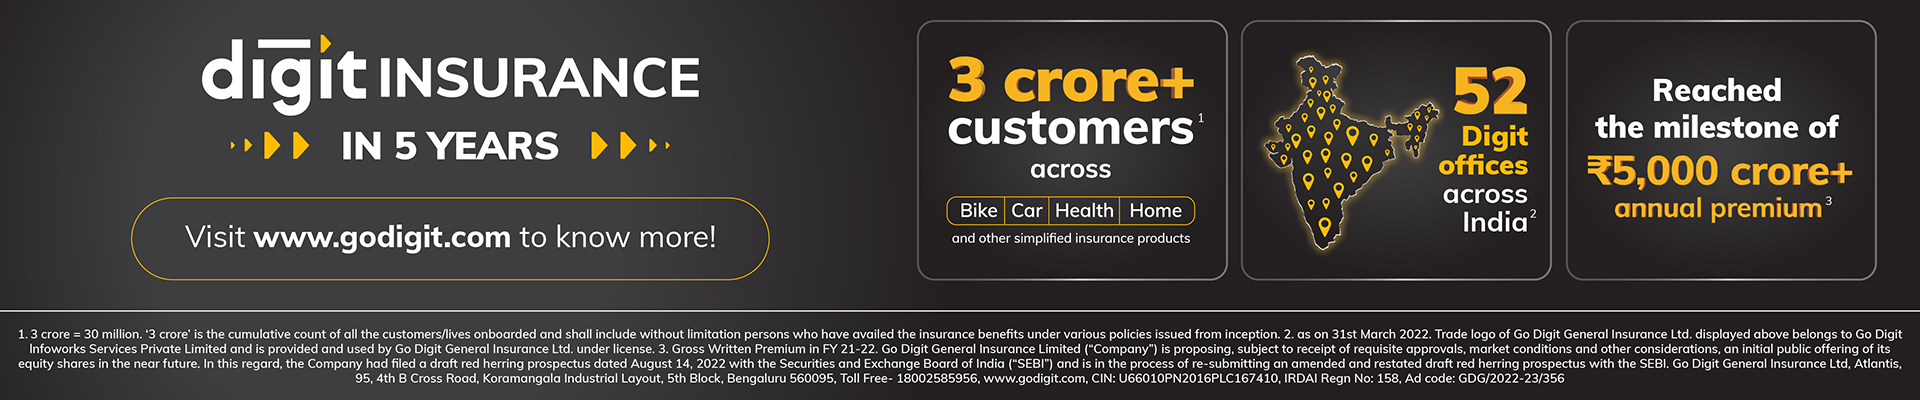 digit INSURANCE
IN 5 YEARS
Visit www.godigit.com to know more!
3 crore+
customers1
across
Bike Car Health Home
and other simplified insurance products
52
Digit
offices
across
India2
Reached
the milestone of
₹5,000 crore+
annual premium3
1. 3 crore = 30 million. ‘3 crore’ is the cumulative count of all the customers/lives onboarded and shall include without limitation persons who have availed the insurance benefits under various policies issued from inception. 2. as on 31st March 2022. Trade logo of Go Digit General Insurance Ltd. displayed above belongs to Go Digit
Infoworks Services Private Limited and is provided and used by Go Digit General Insurance Ltd. under license. 3. Gross Written Premium in FY 21-22. Go Digit General Insurance Limited (“Company”) is proposing, subject to receipt of requisite approvals, market conditions and other considerations, an initial public offering of its
equity shares in the near future. In this regard, the Company had filed a draft red herring prospectus dated August 14, 2022 with the Securities and Exchange Board of India (“SEBI”) and is in the process of re-submitting an amended and restated draft red herring prospectus with the SEBI. Go Digit General Insurance Ltd, Atlantis,
95, 4th B Cross Road, Koramangala Industrial Layout, 5th Block, Bengaluru 560095, Toll Free- 18002585956, www.godigit.com, CIN: U66010PN2016PLC167410, IRDAI Regn No: 158, Ad code: GDG/2022-23/356